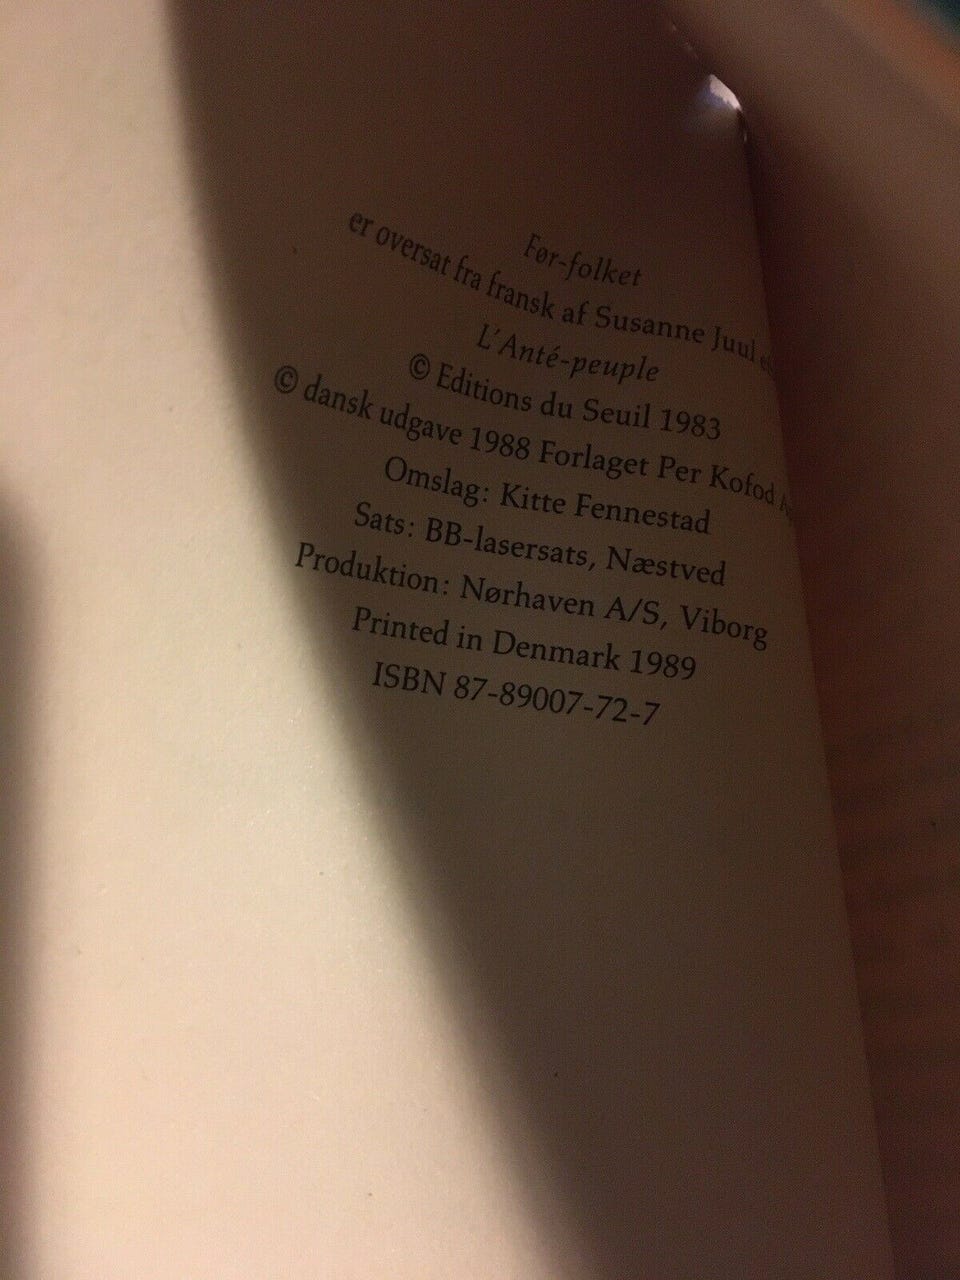 Før-folket
er oversat fra fransk af Susanne Juul
L'Anté-peuple
© Editions du Seuil 1983
© dansk udgave 1988 Forlaget Per Kofod
Omslag: Kitte Fennestad
Sats: BB-lasersats, Næstved
Produktion: Nørhaven A/S, Viborg
Printed in Denmark 1989
ISBN 87-89007-72-7